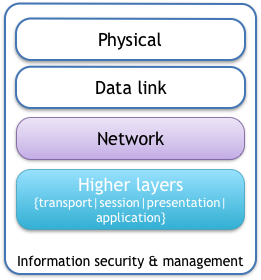 Physical
Data link
Network
Higher layers
{transport|session|presentation|
application}
Information security & management